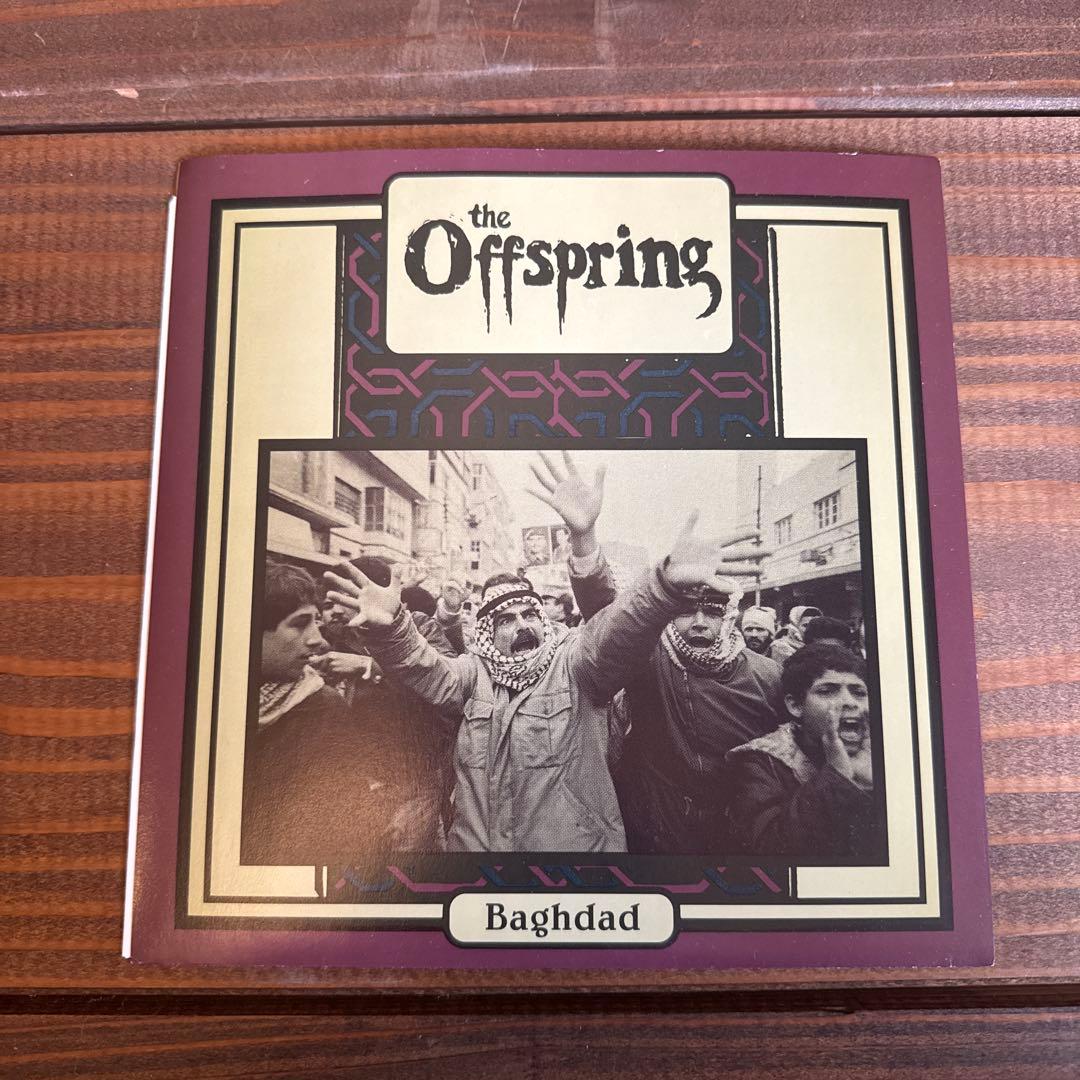 the
Offspring
Baghdad